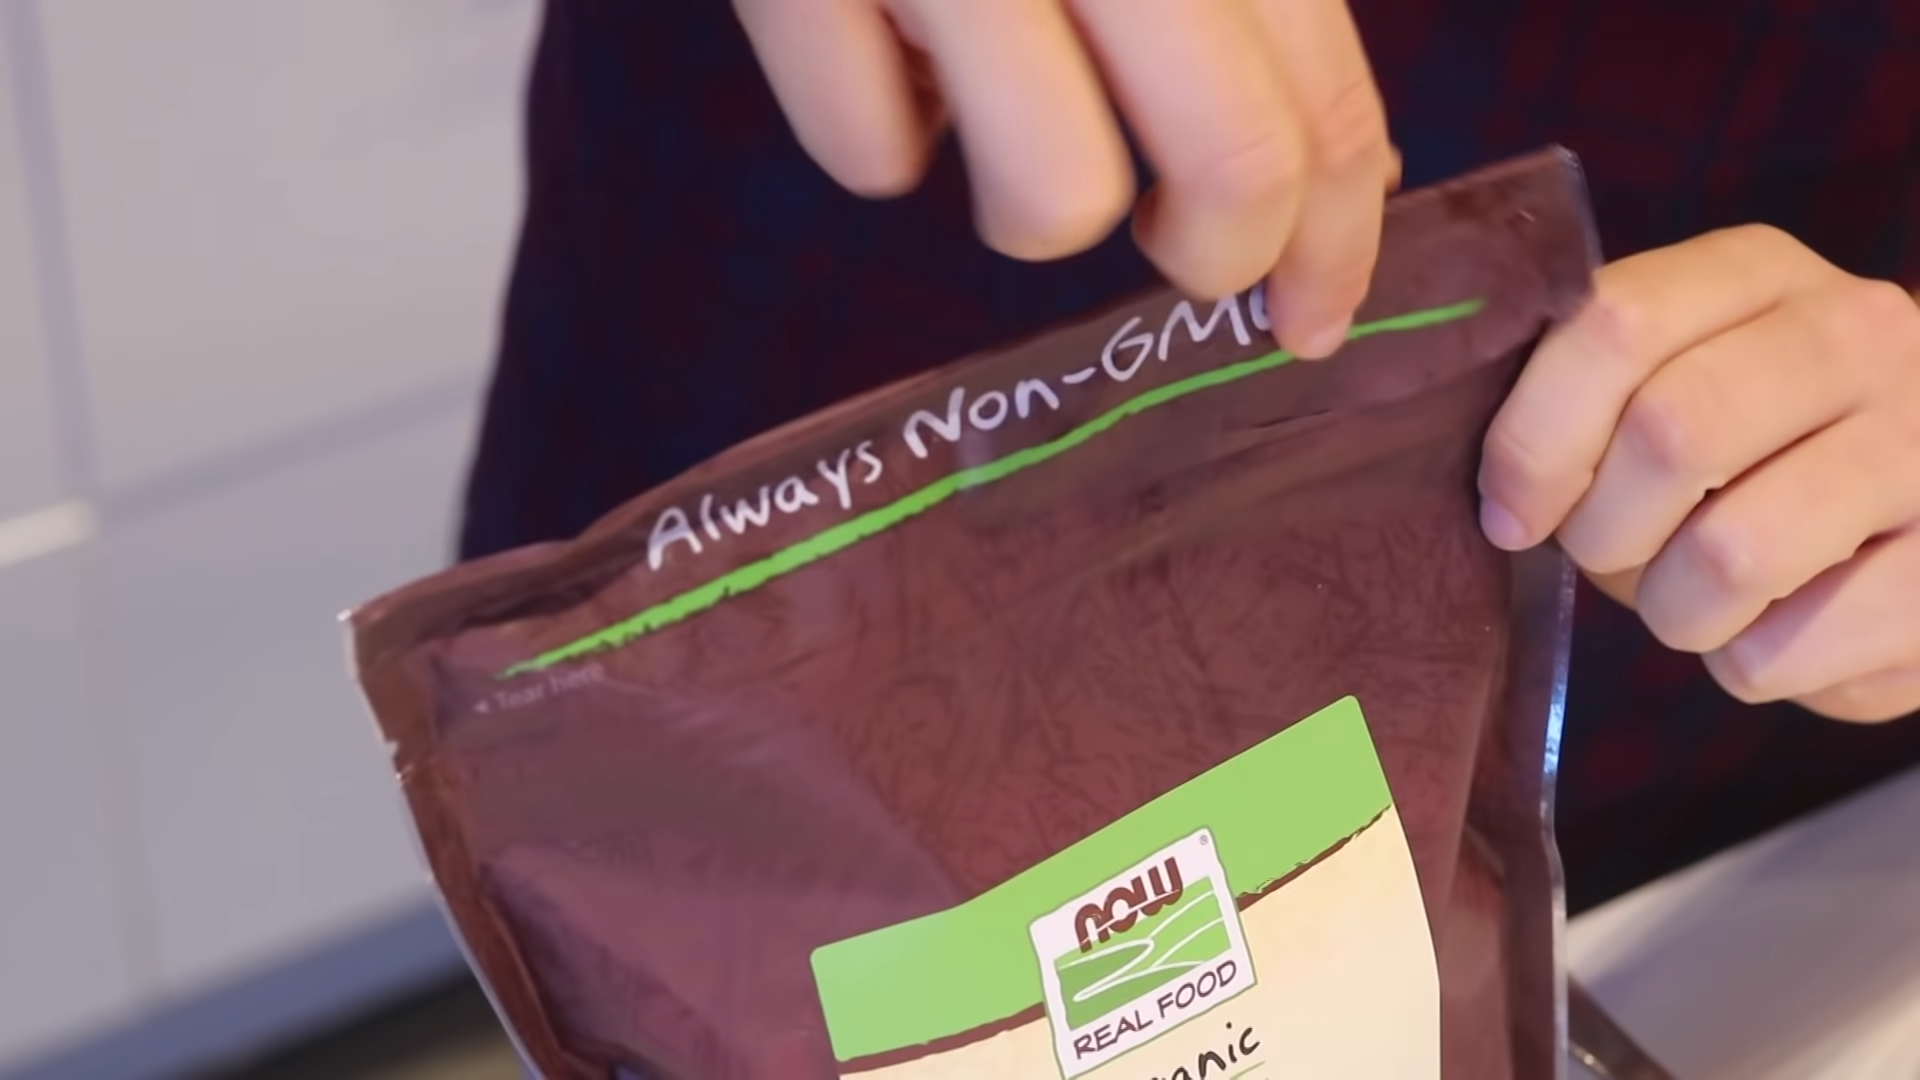 Always Non-GM
◂ Tear here
now®
REAL FOOD
anic